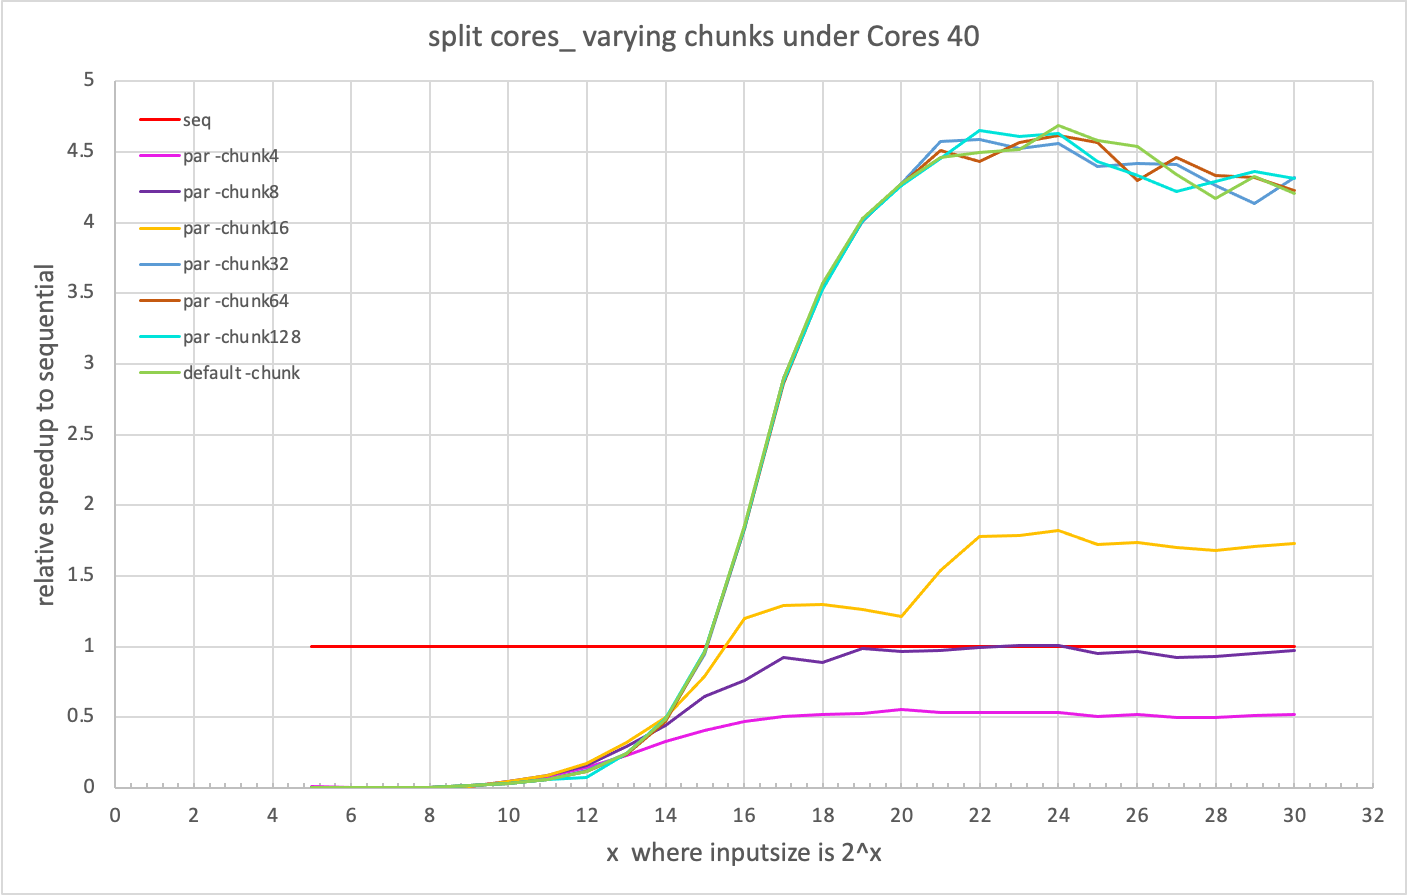 split cores_ varying chunks under Cores 40
5
4.5
4
3.5
3
2.5
2
1.5
1
0.5
0
relative speedup to sequential
seq
par -chunk4
par -chunk8
par -chunk16
par -chunk32
par -chunk64
par -chunk128
default -chunk
0 2 4 6 8 10 12 14 16 18 20 22 24 26 28 30 32
x  where inputsize is 2^x